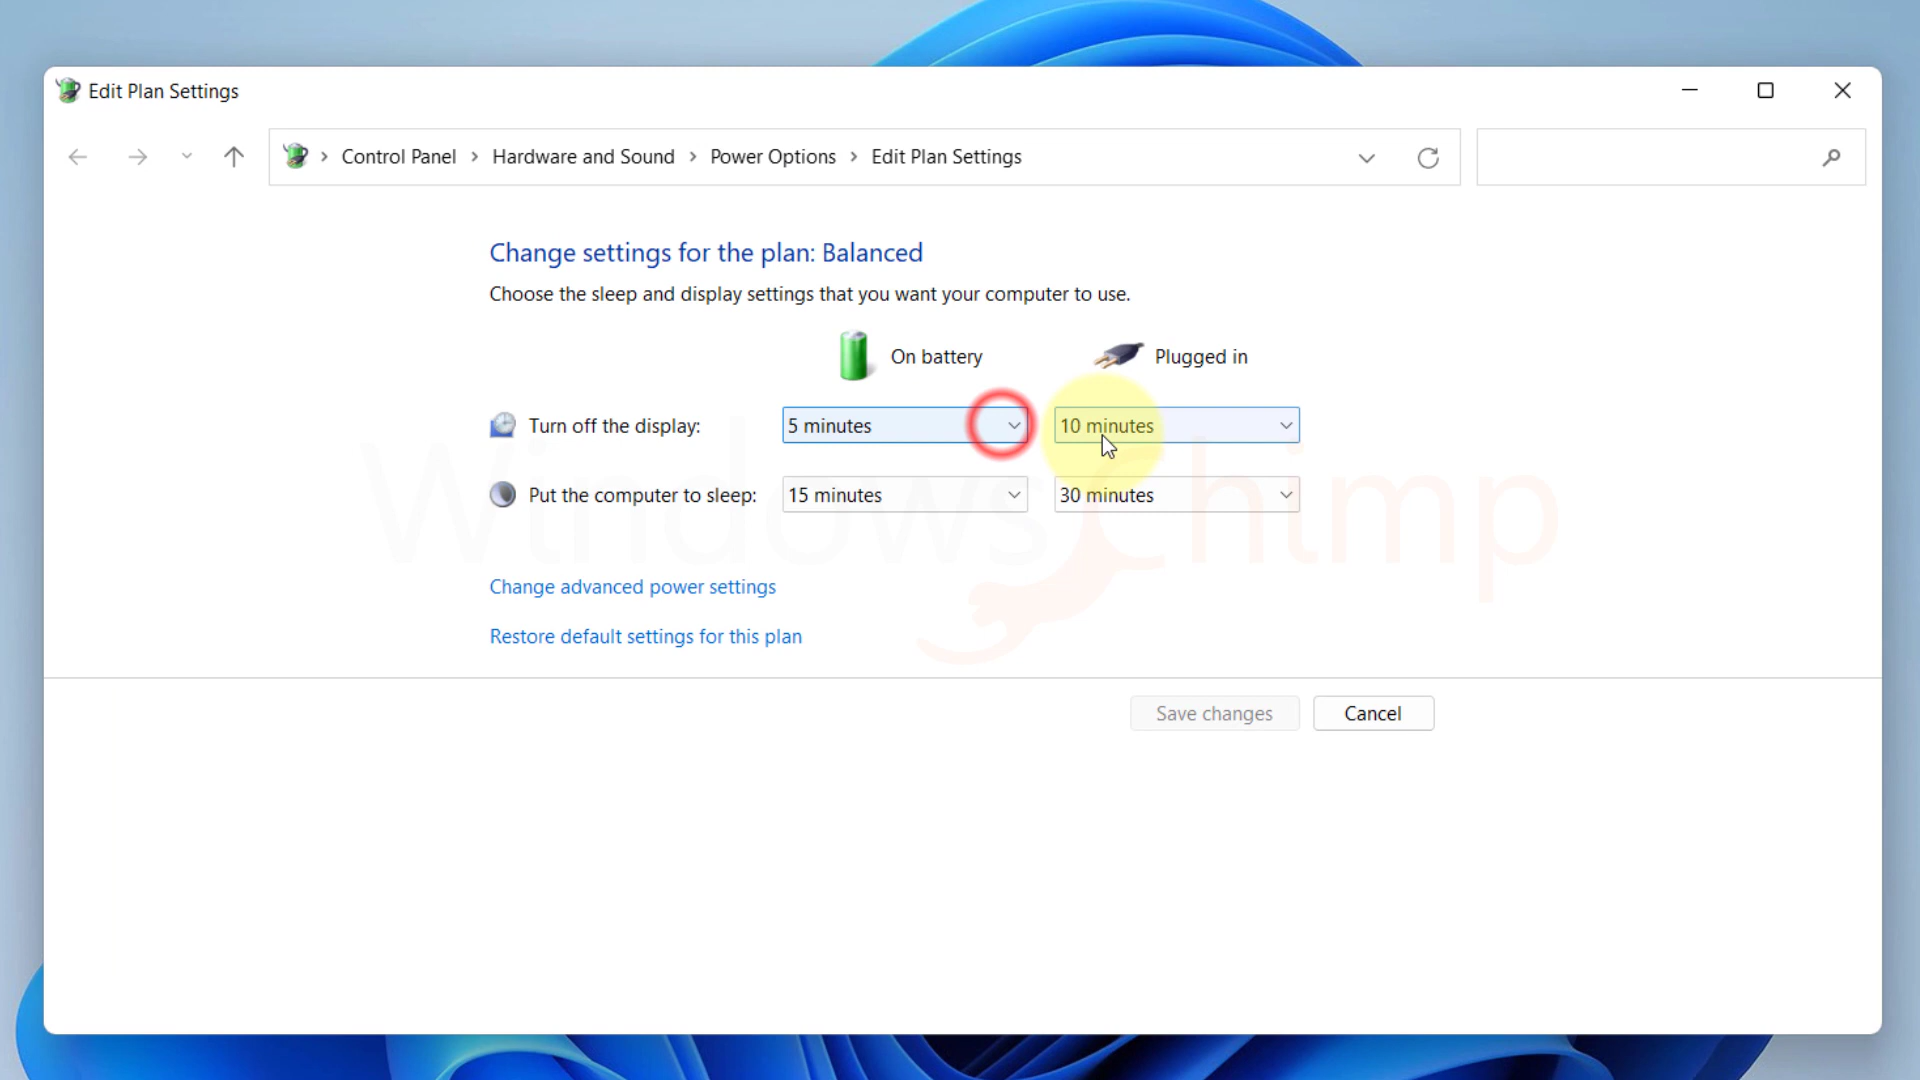 Edit Plan Settings
Control Panel > Hardware and Sound > Power Options > Edit Plan Settings
Change settings for the plan: Balanced
Choose the sleep and display settings that you want your computer to use.
On battery Plugged in
Turn off the display: 5 minutes 10 minutes
Put the computer to sleep: 15 minutes 30 minutes
WindowsChimp
Change advanced power settings
Restore default settings for this plan
Save changes Cancel